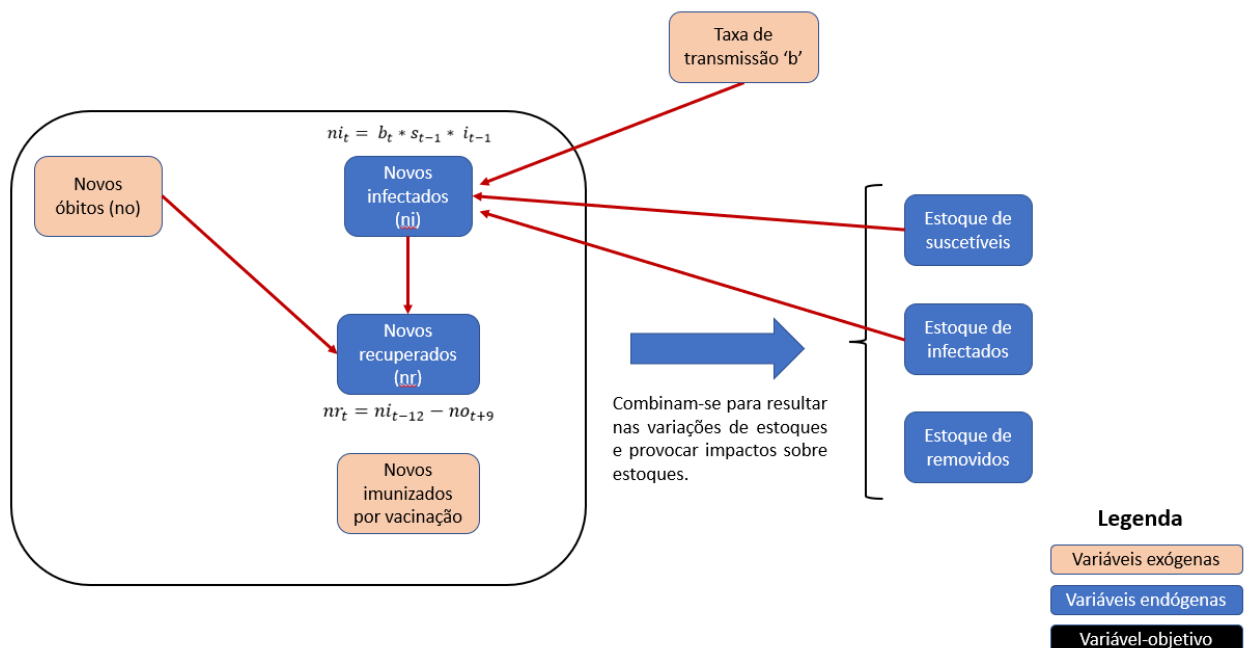 Taxa de
transmissão ‘b’
ni_t = b_t * s_{t-1} * i_{t-1}
Novos
óbitos (no)
Novos
infectados
(ni)
Estoque de
suscetíveis
Novos
recuperados
(nr)
nr_t = ni_{t-12} − no_{t+9}
Estoque de
infectados
Combinam-se para resultar
nas variações de estoques
e provocar impactos sobre
estoques.
Estoque de
removidos
Novos
imunizados
por vacinação
Legenda
Variáveis exógenas
Variáveis endógenas
Variável-objetivo